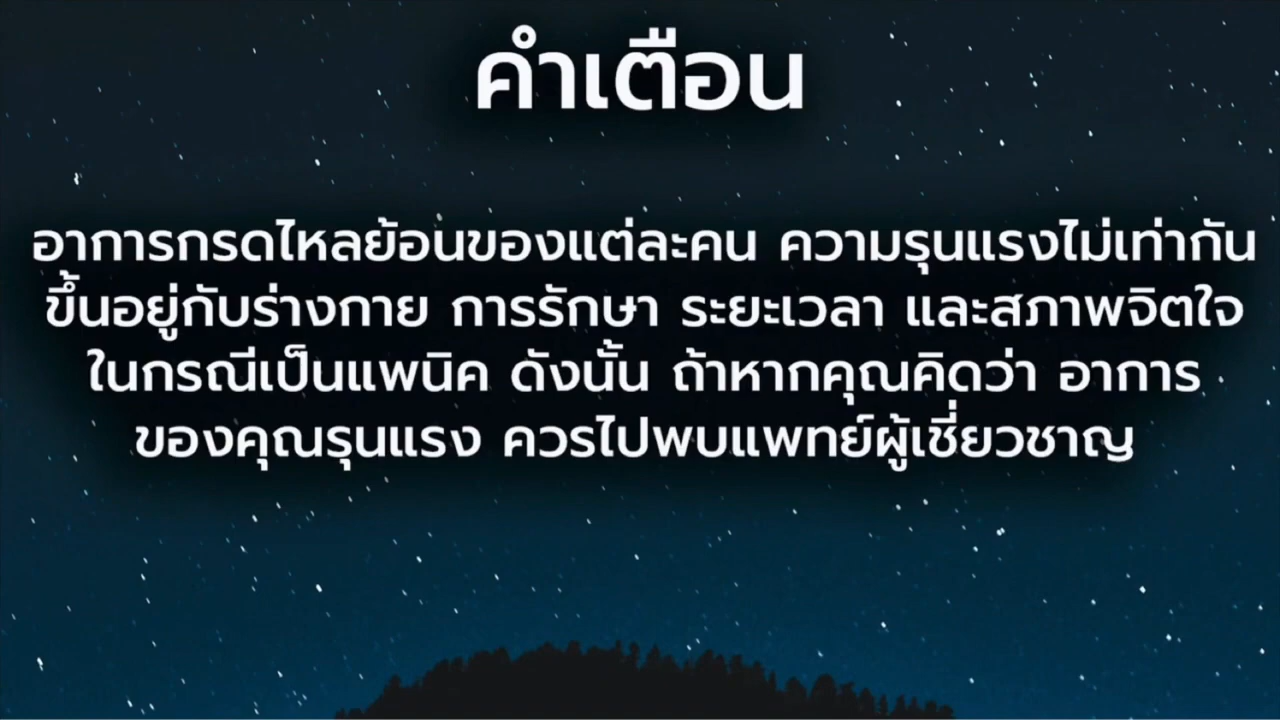 คำเตือน
อาการกรดไหลย้อนของแต่ละคน ความรุนแรงไม่เท่ากัน
ขึ้นอยู่กับร่างกาย การรักษา ระยะเวลา และสภาพจิตใจ
ในกรณีเป็นแพนิค ดังนั้น ถ้าหากคุณคิดว่า อาการ
ของคุณรุนแรง ควรไปพบแพทย์ผู้เชี่ยวชาญ